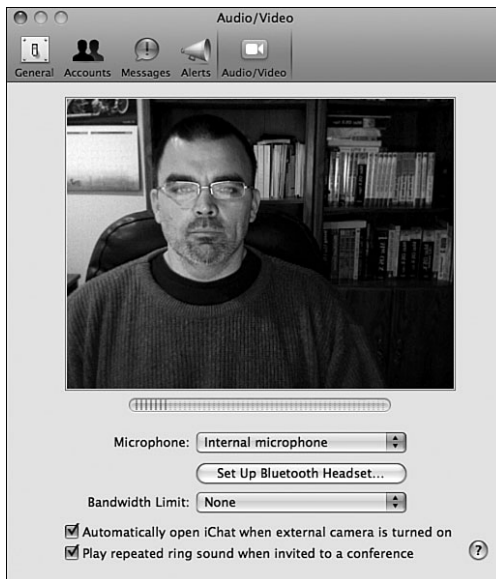 Audio/Video
General Accounts Messages Alerts Audio/Video
Microphone: Internal microphone
Set Up Bluetooth Headset...
Bandwidth Limit: None
Automatically open iChat when external camera is turned on
Play repeated ring sound when invited to a conference
?